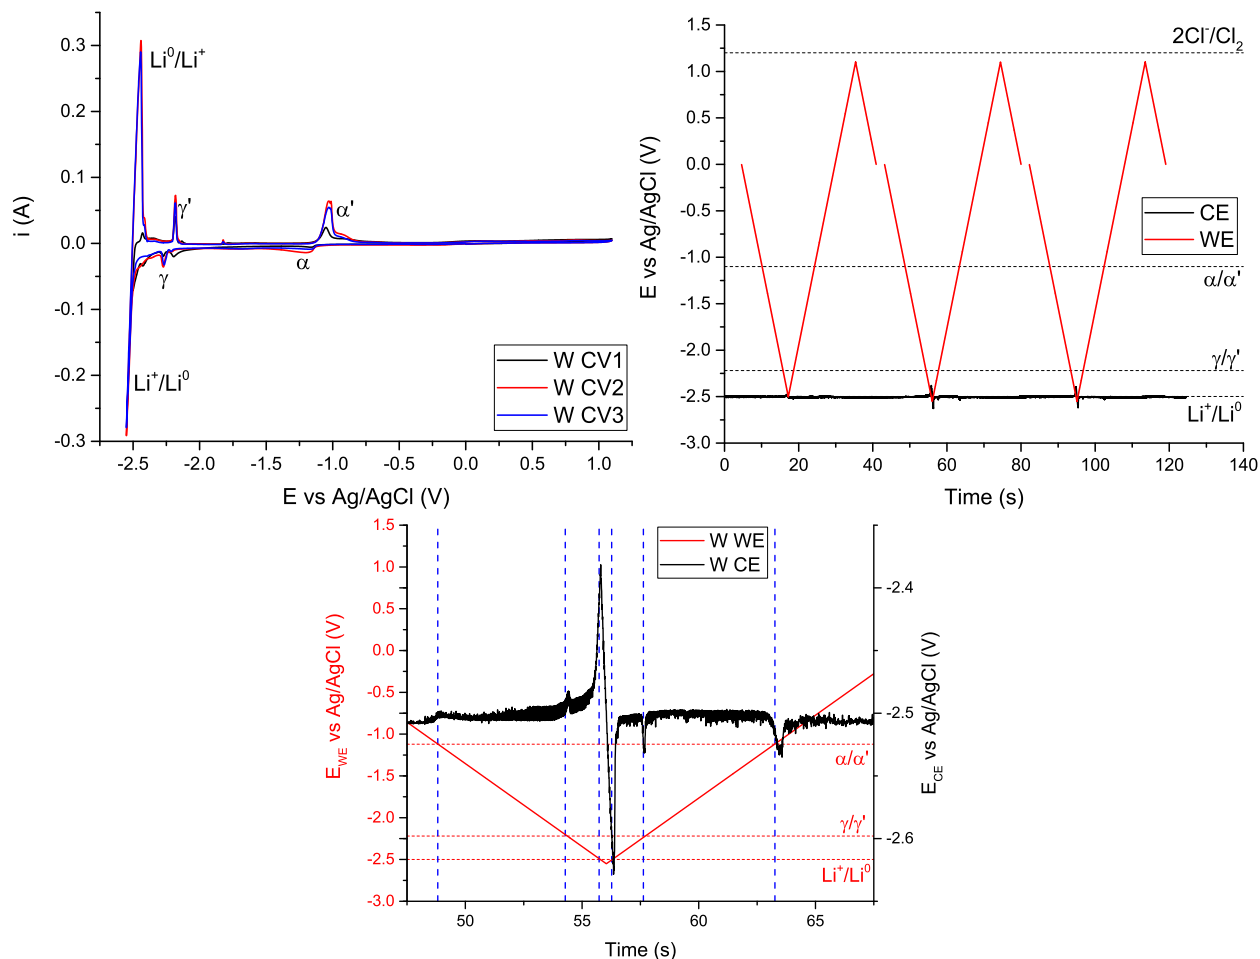 0.3
0.2
0.1
0.0
-0.1
-0.2
-0.3
i (A)
Li⁰/Li⁺
γ'
α'
γ
α
Li⁺/Li⁰
W CV1
W CV2
W CV3
-2.5 -2.0 -1.5 -1.0 -0.5 0.0 0.5 1.0
E vs Ag/AgCl (V)
1.5
1.0
0.5
0.0
-0.5
-1.0
-1.5
-2.0
-2.5
-3.0
E vs Ag/AgCl (V)
2Cl⁻/Cl₂
CE
WE
α/α'
γ/γ'
Li⁺/Li⁰
0 20 40 60 80 100 120 140
Time (s)
1.5
1.0
0.5
0.0
-0.5
-1.0
-1.5
-2.0
-2.5
-3.0
E_WE vs Ag/AgCl (V)
W WE
W CE
α/α'
γ/γ'
Li⁺/Li⁰
-2.4
-2.5
-2.6
E_CE vs Ag/AgCl (V)
50 55 60 65
Time (s)